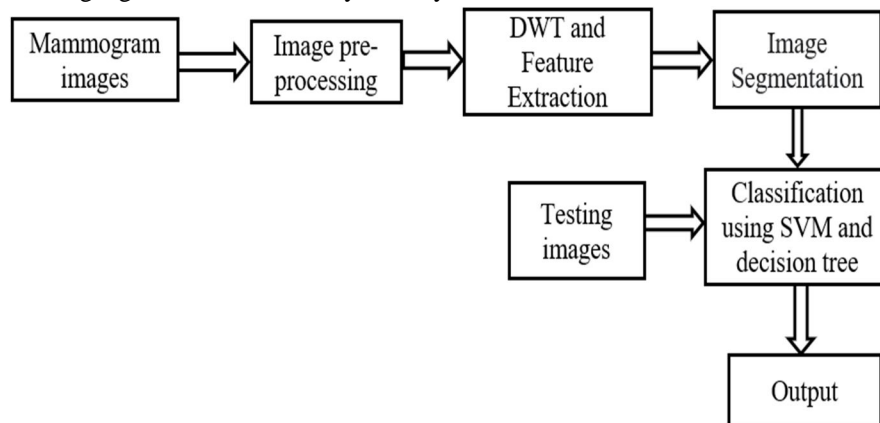 Mammogram
images
Image pre-
processing
DWT and
Feature
Extraction
Image
Segmentation
Testing
images
Classification
using SVM and
decision tree
Output